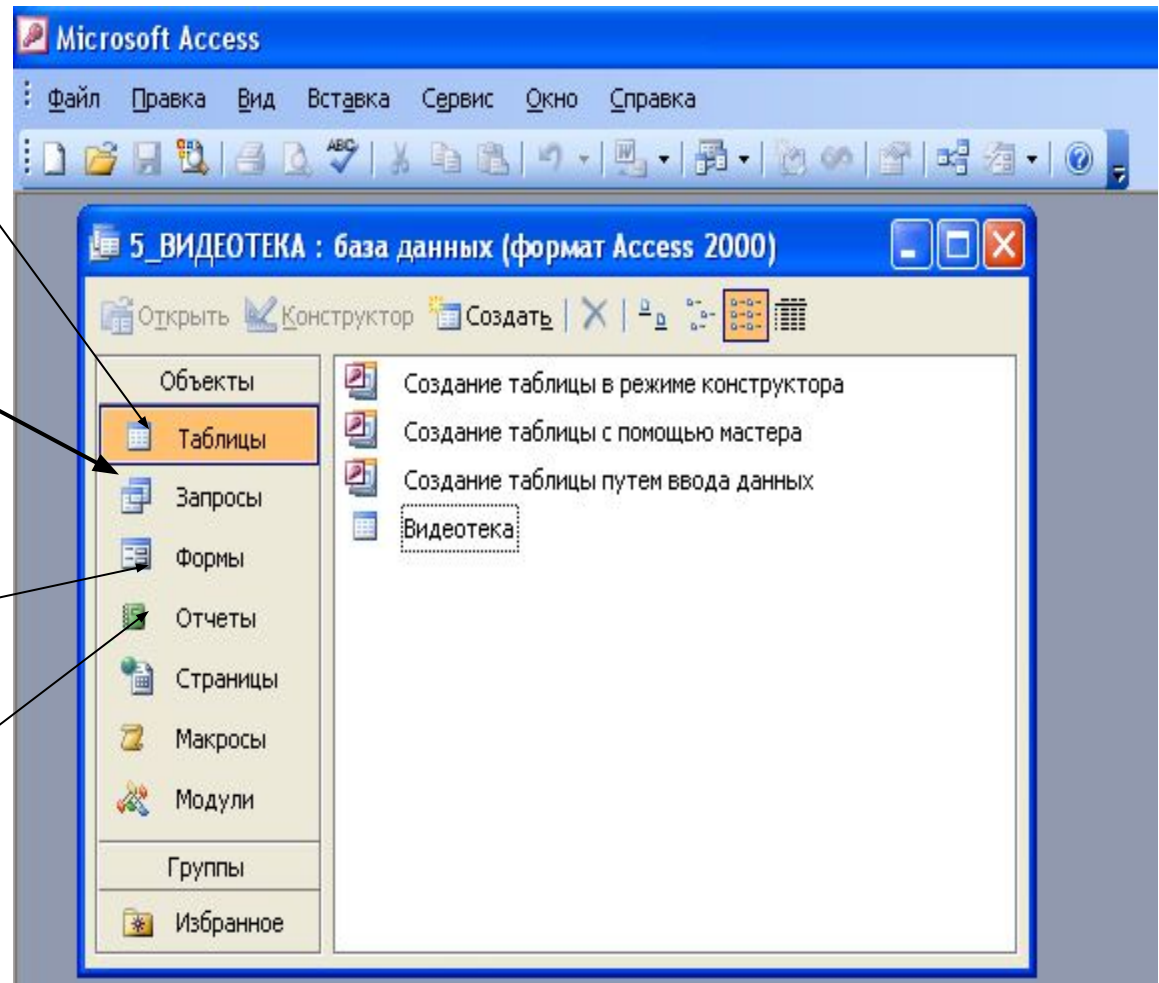 Microsoft Access
Файл Правка Вид Вставка Сервис Окно Справка
ABC
W
5_ВИДЕОТЕКА : база данных (формат Access 2000)
Открыть Конструктор Создать
Объекты
Таблицы
Запросы
Формы
Отчеты
Страницы
Макросы
Модули
Группы
Избранное
Создание таблицы в режиме конструктора
Создание таблицы с помощью мастера
Создание таблицы путем ввода данных
Видеотека